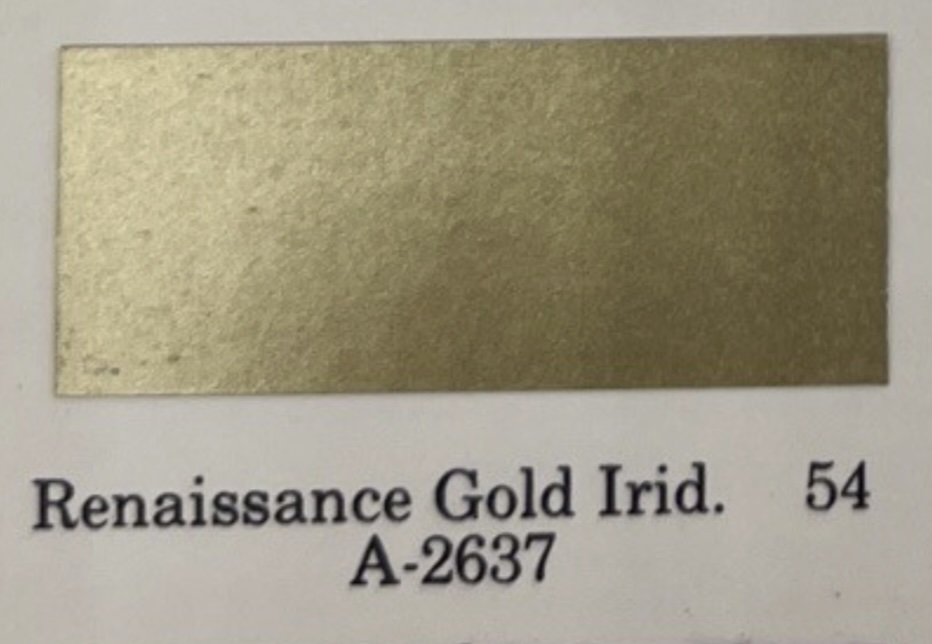 Renaissance Gold Irid. 54
A-2637